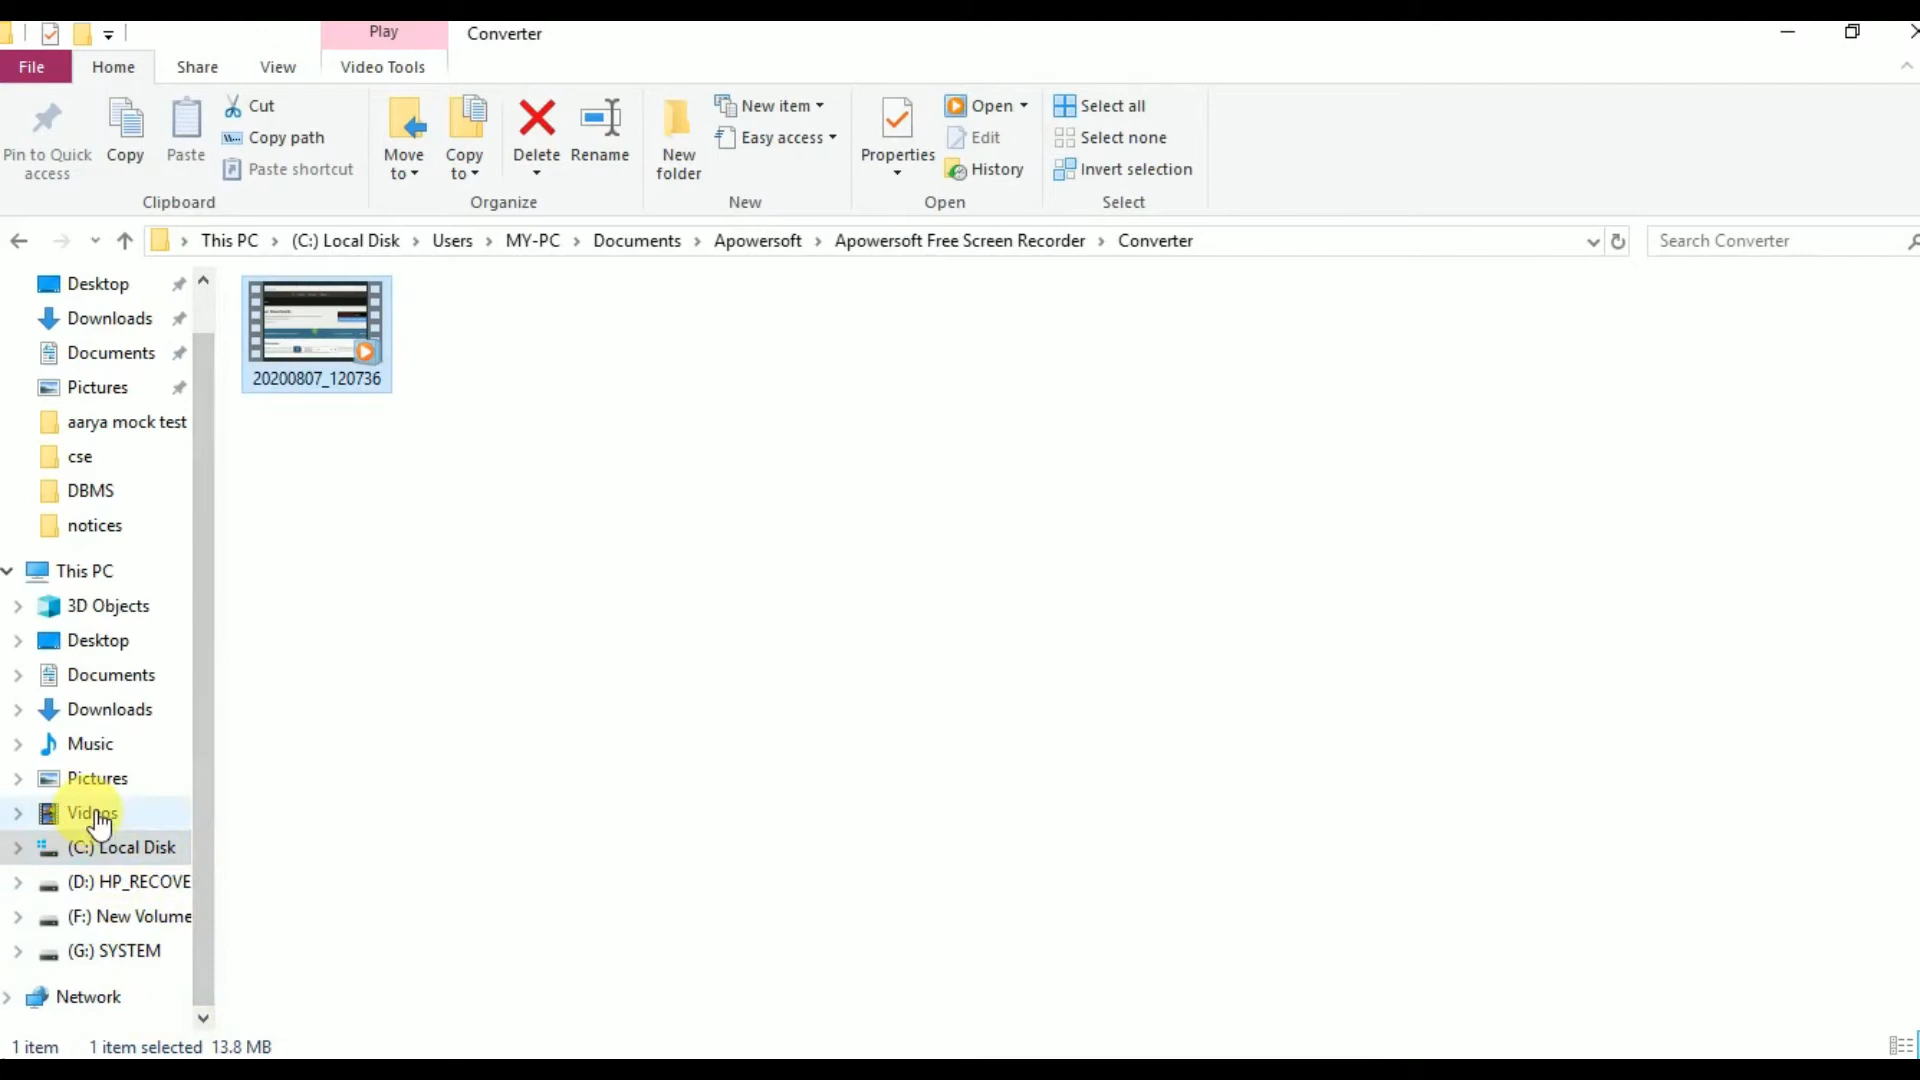 Play
Converter
File
Home
Share
View
Video Tools
Pin to Quick
access
Copy
Paste
Cut
Copy path
Paste shortcut
Clipboard
Move
to
Copy
to
Delete
Rename
Organize
New
folder
New item
Easy access
New
Properties
Open
Edit
History
Open
Select all
Select none
Invert selection
Select
This PC > (C:) Local Disk > Users > MY-PC > Documents > Apowersoft > Apowersoft Free Screen Recorder > Converter
Search Converter
Desktop
Downloads
Documents
Pictures
aarya mock test
cse
DBMS
notices
This PC
3D Objects
Desktop
Documents
Downloads
Music
Pictures
Videos
(C:) Local Disk
(D:) HP_RECOVE
(F:) New Volume
(G:) SYSTEM
Network
20200807_120736
1 item 1 item selected 13.8 MB